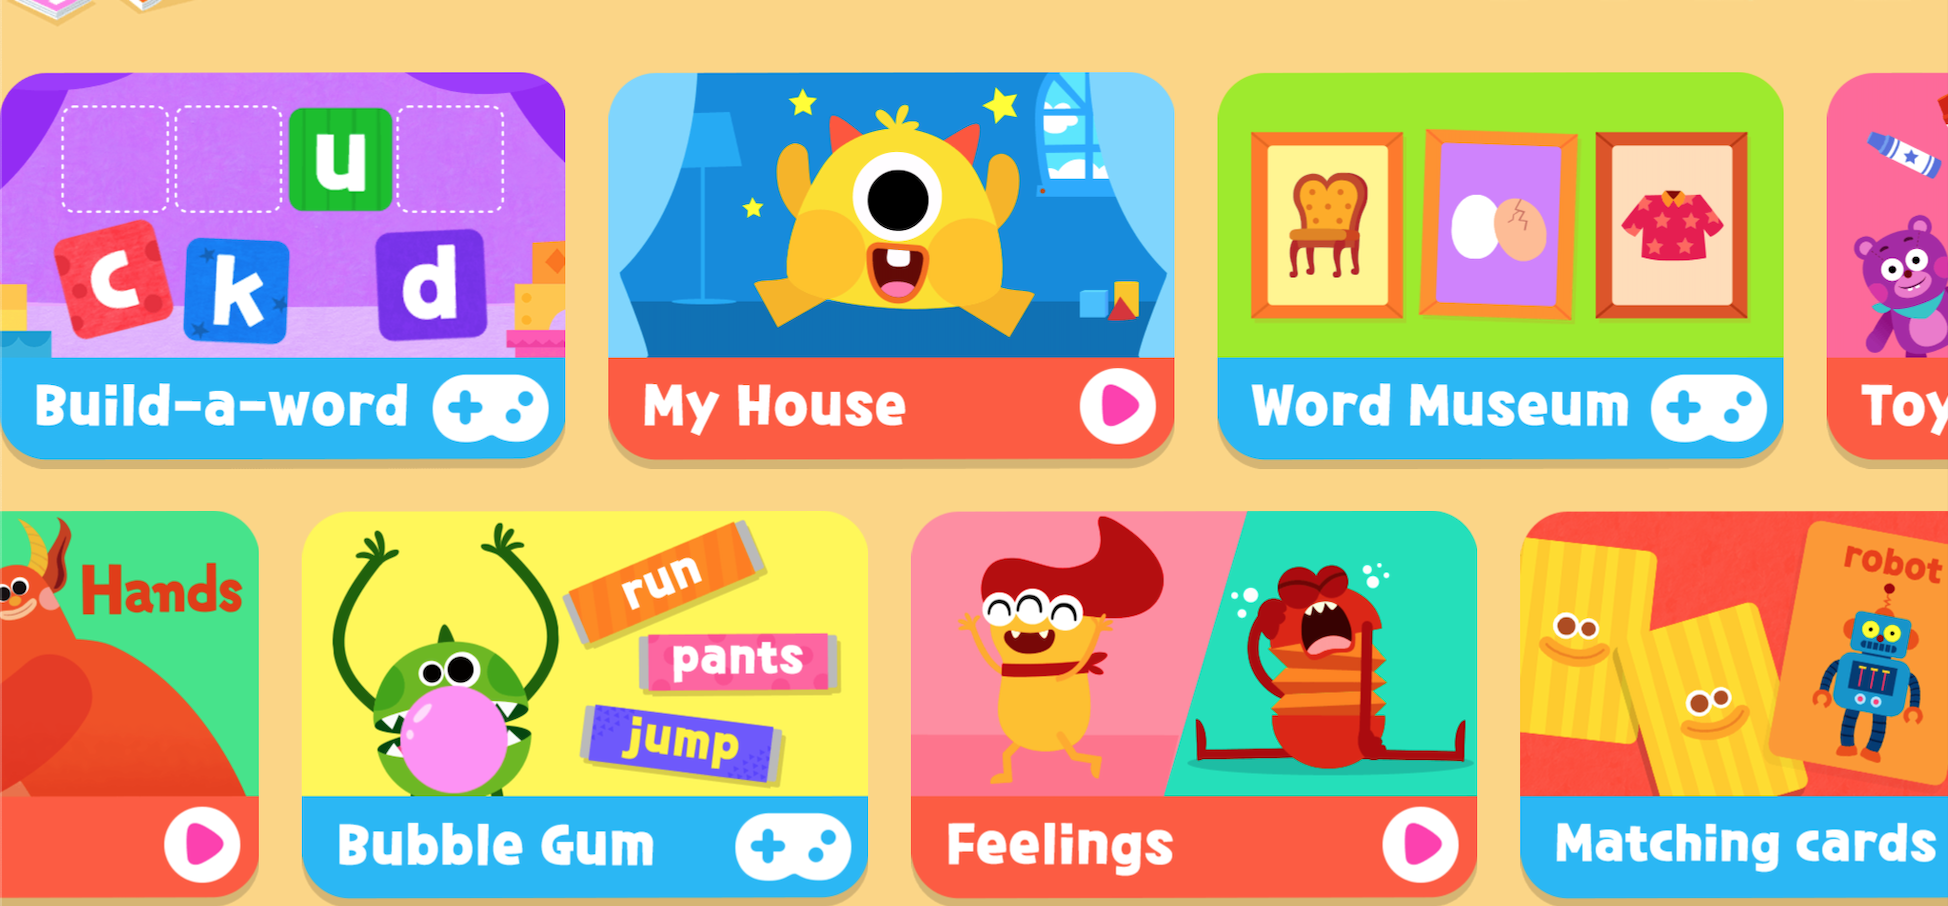 u
c k d
Build-a-word
My House
Word Museum
Toy
Hands
run
pants
jump
Bubble Gum
Feelings
robot
Matching cards